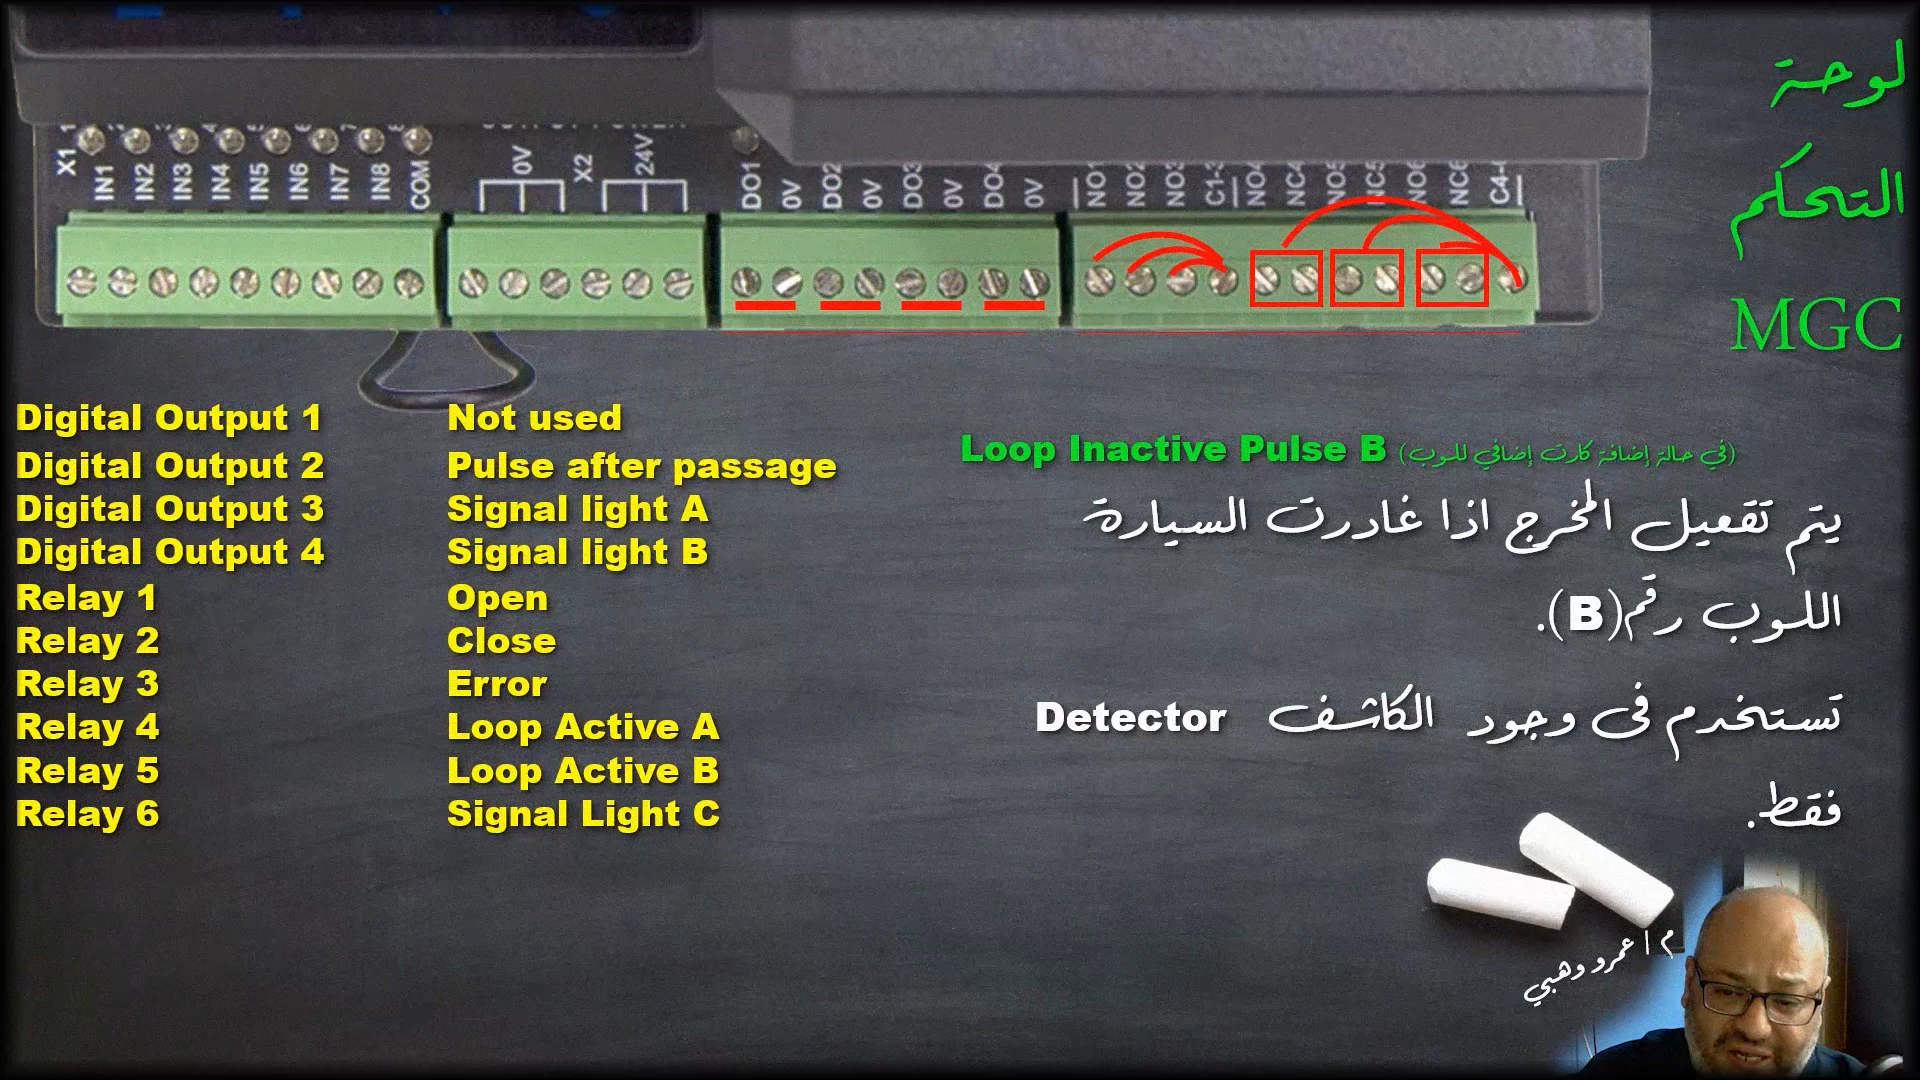 لوحة
التحكم
MGC
X1
IN1 IN2 IN3 IN4 IN5 IN6 IN7 IN8 COM
0V X2 24V
DO1 0V DO2 0V DO3 0V DO4 0V
NO1 NO2 NO3 C1-3 NO4 NC4 NO5 NC5 NO6 NC6
Digital Output 1 Not used
Digital Output 2 Pulse after passage
Digital Output 3 Signal light A
Digital Output 4 Signal light B
Relay 1 Open
Relay 2 Close
Relay 3 Error
Relay 4 Loop Active A
Relay 5 Loop Active B
Relay 6 Signal Light C
Loop Inactive Pulse B (في حالة إضافة كارت إضافي للوب)
يتم تفعيل المخرج اذا غادرت السيارة
اللوب رقم(B).
تستخدم فى وجود الكاشف Detector
فقط.
م / عمرو وهبي